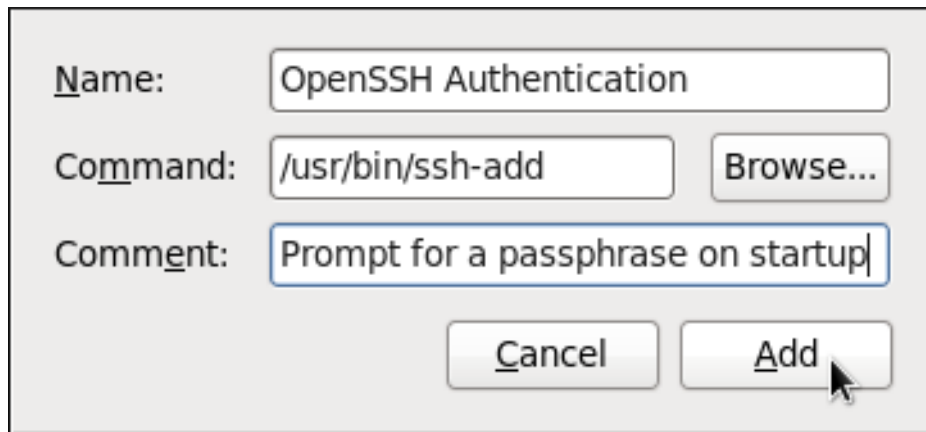 Name: OpenSSH Authentication
Command: /usr/bin/ssh-add Browse...
Comment: Prompt for a passphrase on startup
Cancel Add